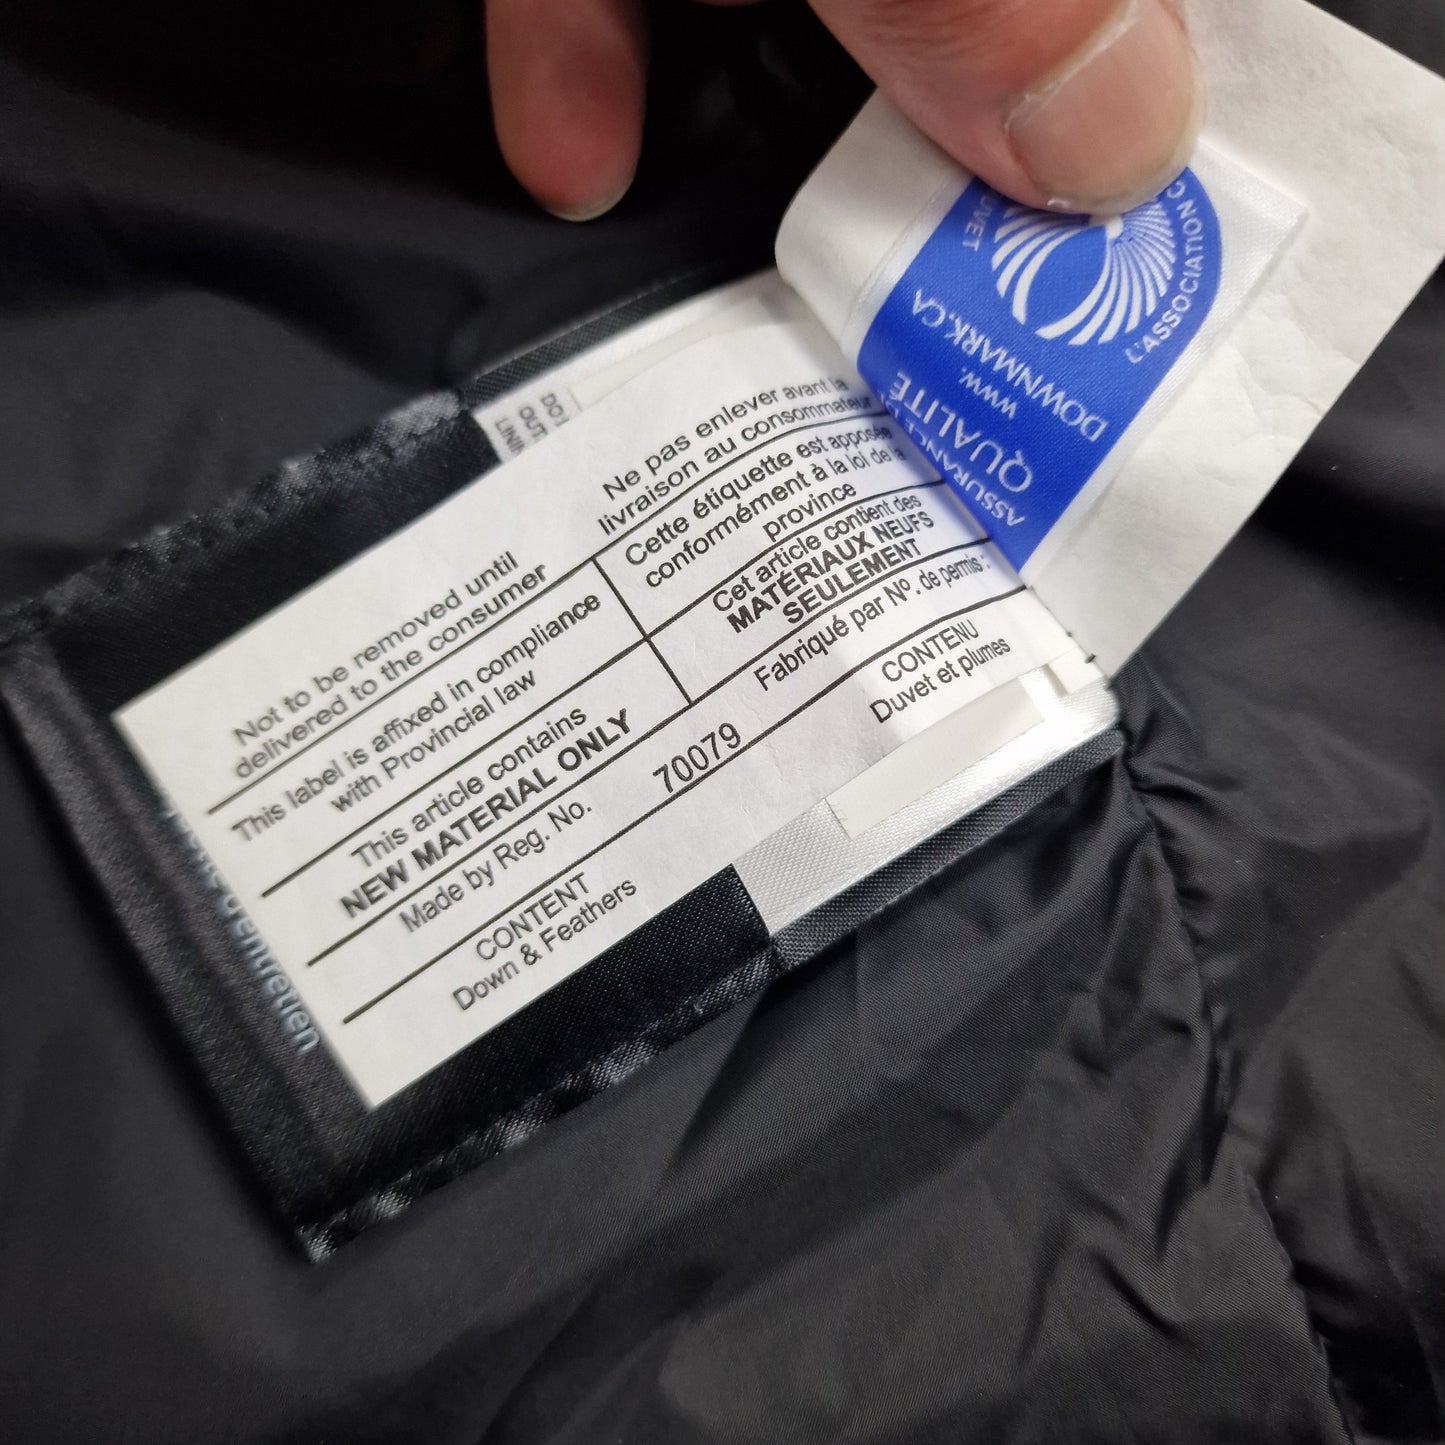 Not to be removed until
delivered to the consumer
This label is affixed in compliance
with Provincial law
This article contains
NEW MATERIAL ONLY
Made by Reg. No.
70079
CONTENT
Down & Feathers
Ne pas enlever avant la
livraison au consommateur
Cette étiquette est apposée
conformément à la loi de la
province
Cet article contient des
MATÉRIAUX NEUFS
SEULEMENT
Fabriqué par Nº. de permis :
CONTENU
Duvet et plumes
L'ASSOCIATION
WWW.
DOWNMARK.CA
QUALITÉ
d'entretien